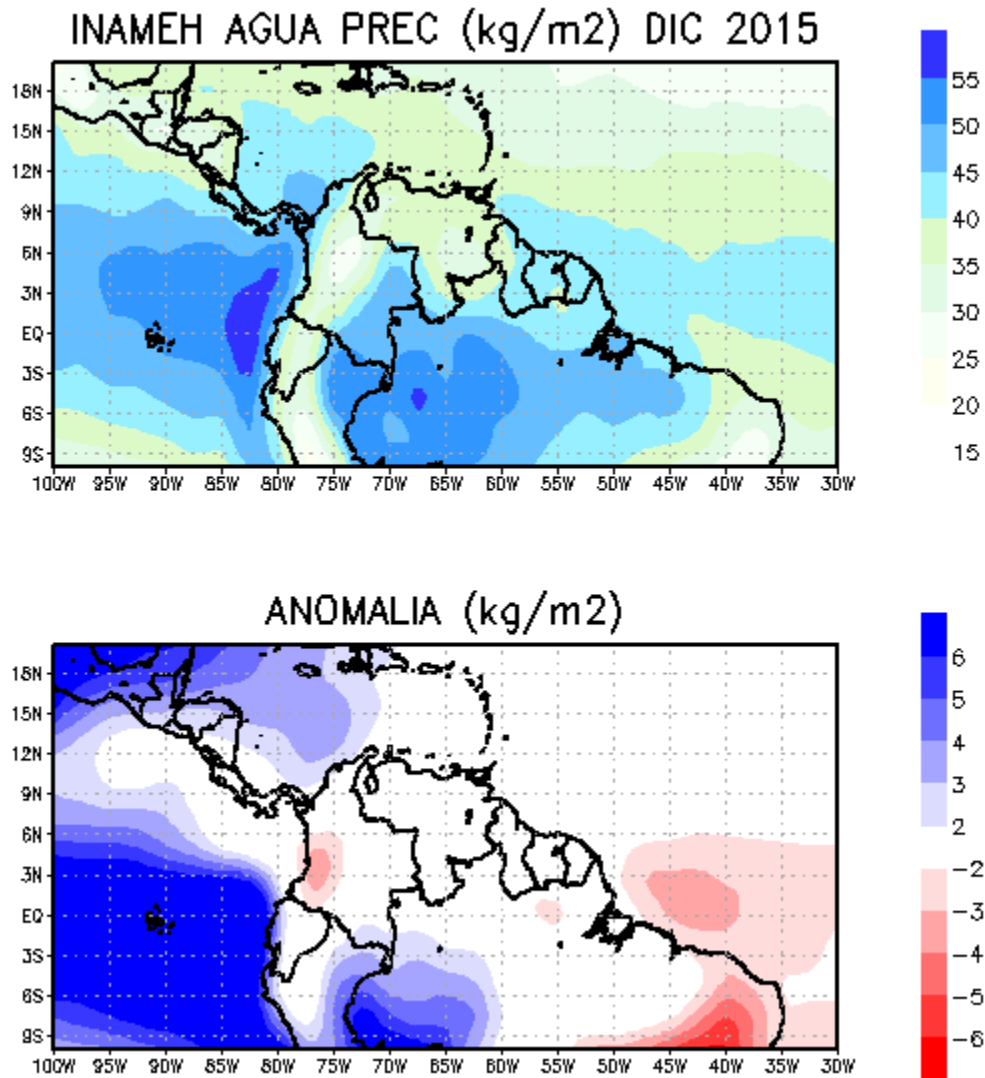 INAMEH AGUA PREC (kg/m2) DIC 2015
18N
15N
12N
9N
6N
3N
EQ
3S
6S
9S
100W 95W 90W 85W 80W 75W 70W 65W 60W 55W 50W 45W 40W 35W 30W
55
50
45
40
35
30
25
20
15
ANOMALIA (kg/m2)
18N
15N
12N
9N
6N
3N
EQ
3S
6S
9S
100W 95W 90W 85W 80W 75W 70W 65W 60W 55W 50W 45W 40W 35W 30W
6
5
4
3
2
-2
-3
-4
-5
-6